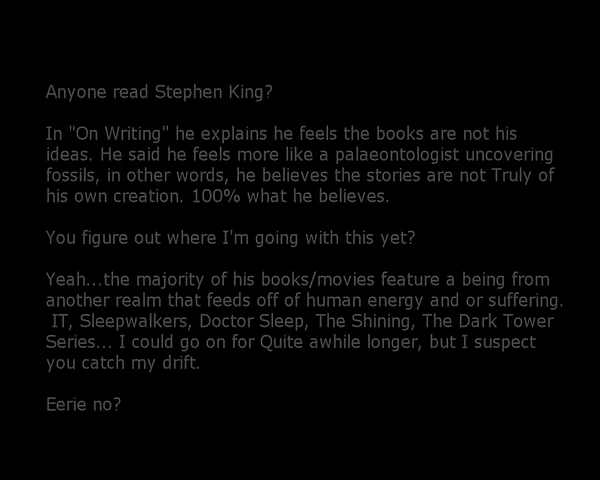 Anyone read Stephen King?
In "On Writing" he explains he feels the books are not his
ideas. He said he feels more like a palaeontologist uncovering
fossils, in other words, he believes the stories are not Truly of
his own creation. 100% what he believes.
You figure out where I'm going with this yet?
Yeah...the majority of his books/movies feature a being from
another realm that feeds off of human energy and or suffering.
IT, Sleepwalkers, Doctor Sleep, The Shining, The Dark Tower
Series... I could go on for Quite awhile longer, but I suspect
you catch my drift.
Eerie no?